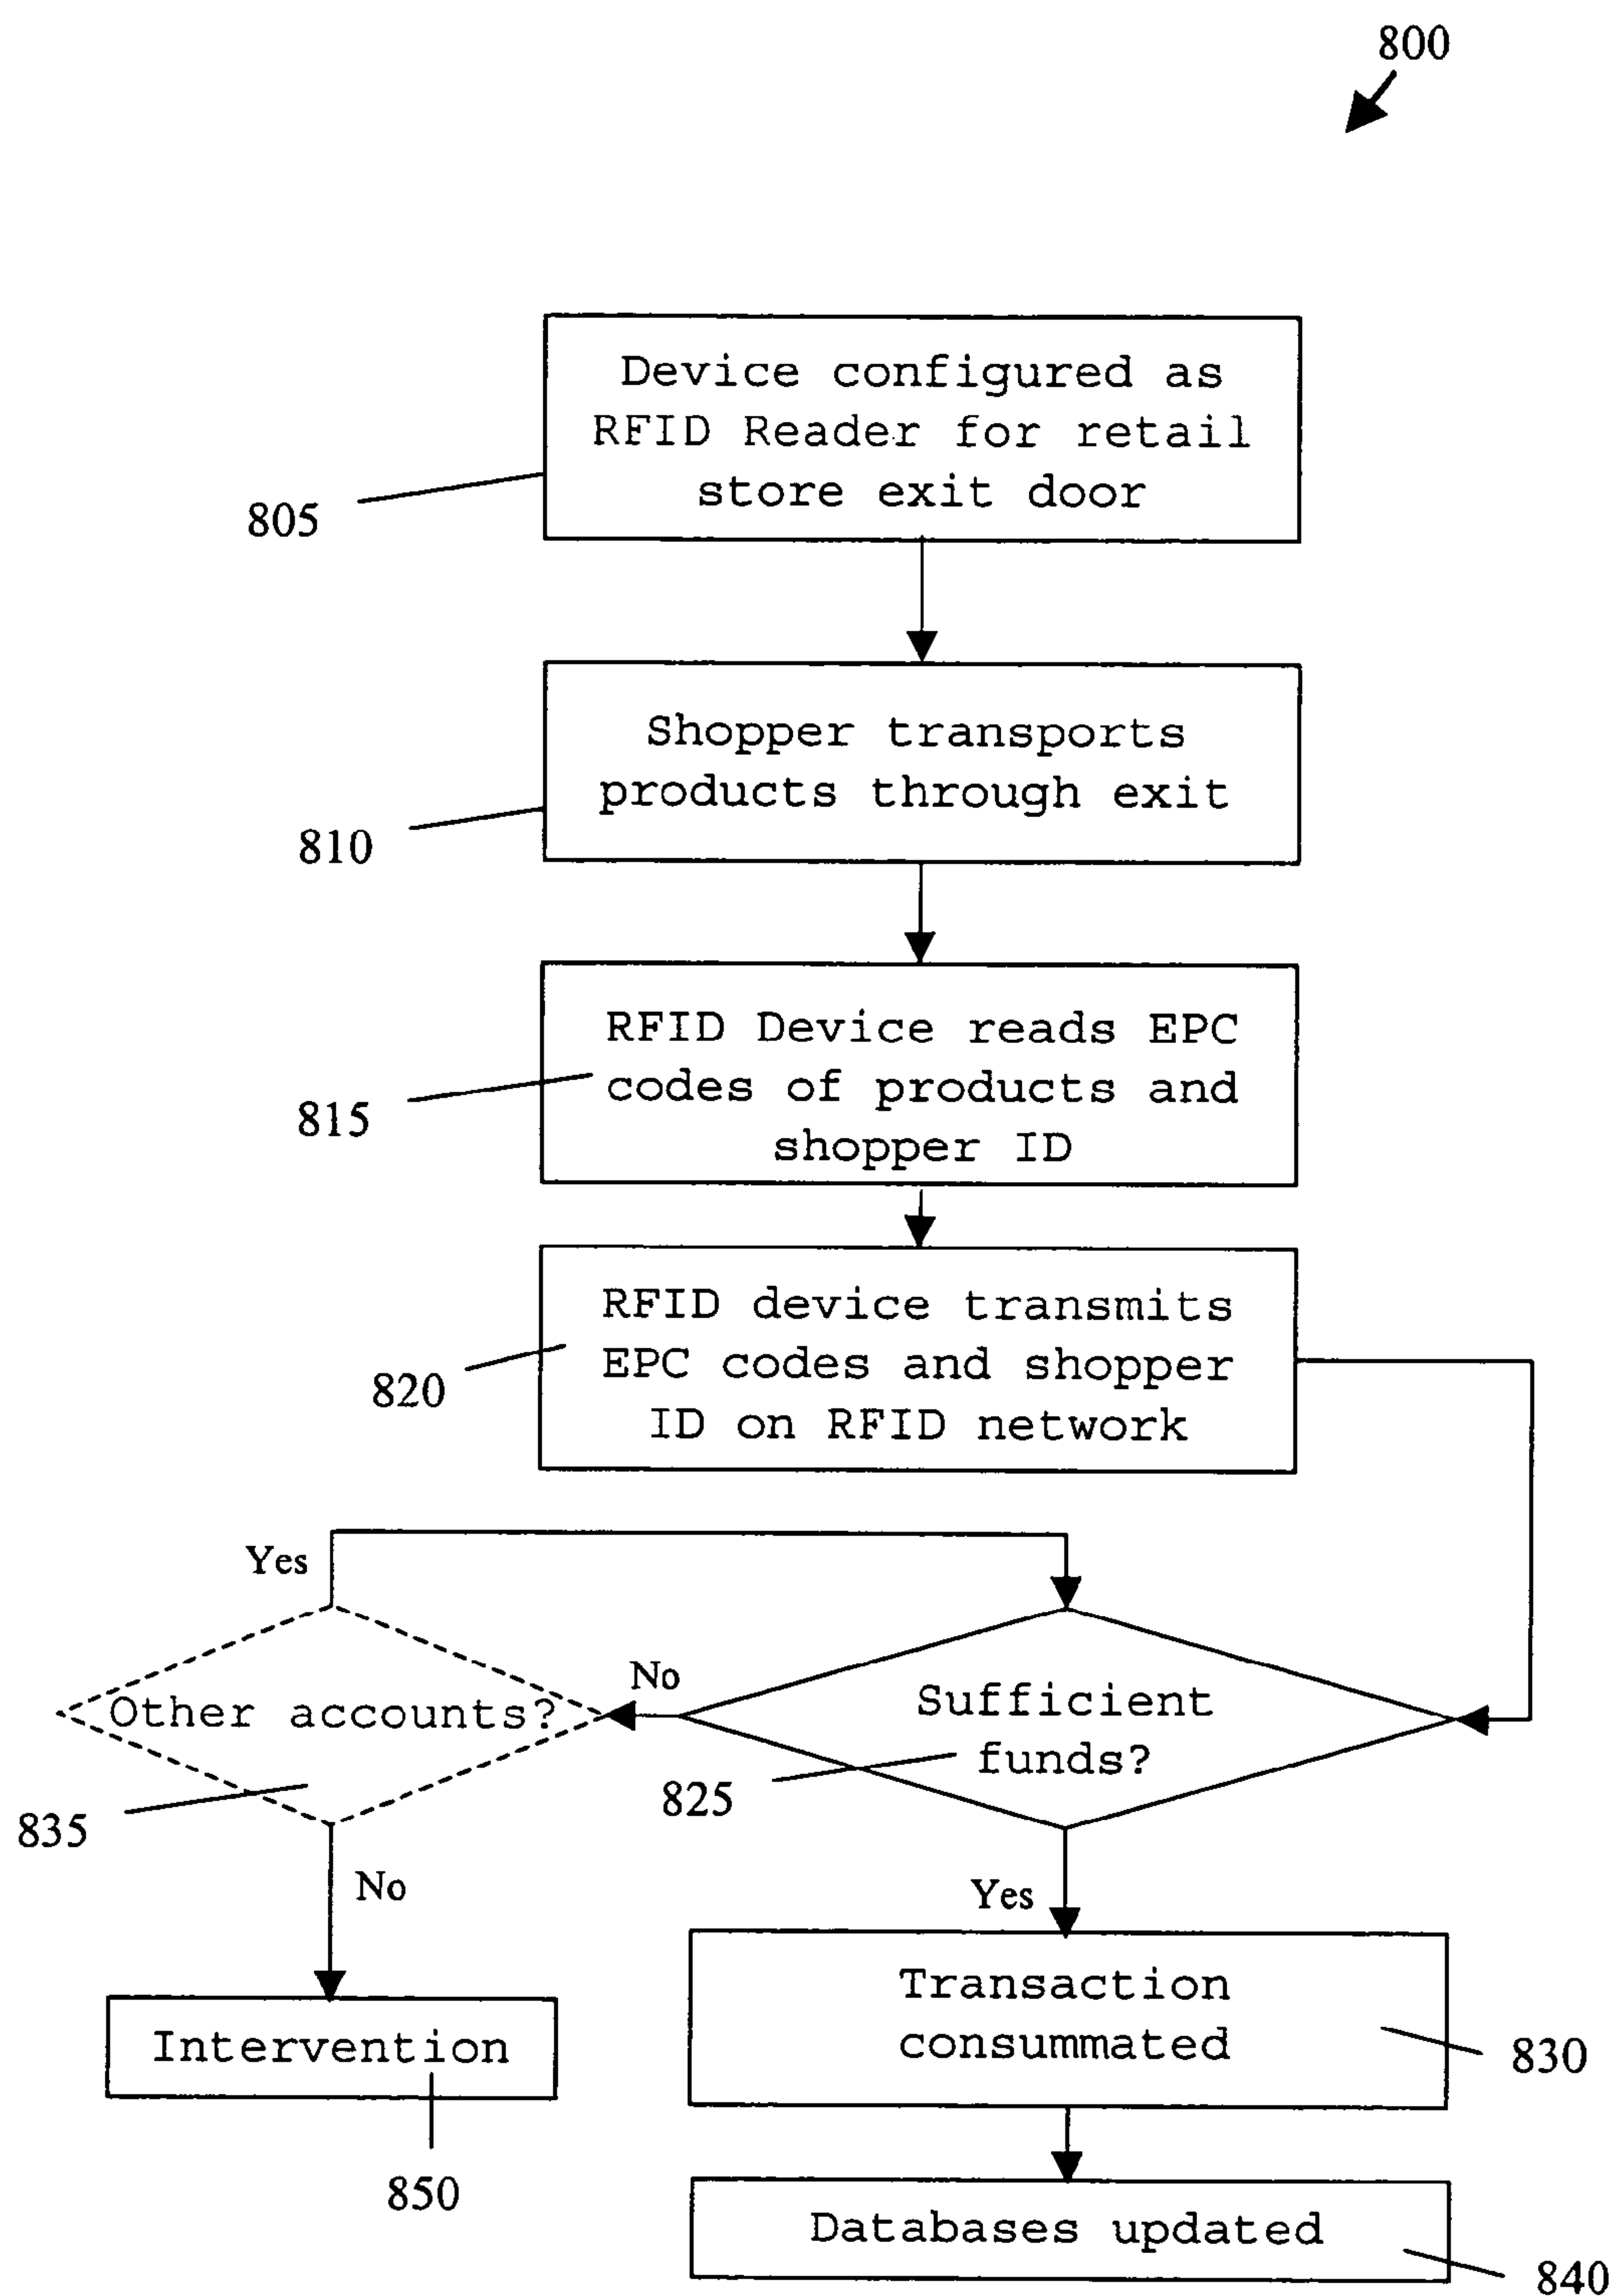 800
Device configured as
RFID Reader for retail
store exit door
805
Shopper transports
products through exit
810
RFID Device reads EPC
codes of products and
shopper ID
815
RFID device transmits
EPC codes and shopper
ID on RFID network
820
Yes
No
Other accounts?
Sufficient
funds?
825
835
No
Yes
Transaction
consummated
830
Intervention
850
Databases updated
840